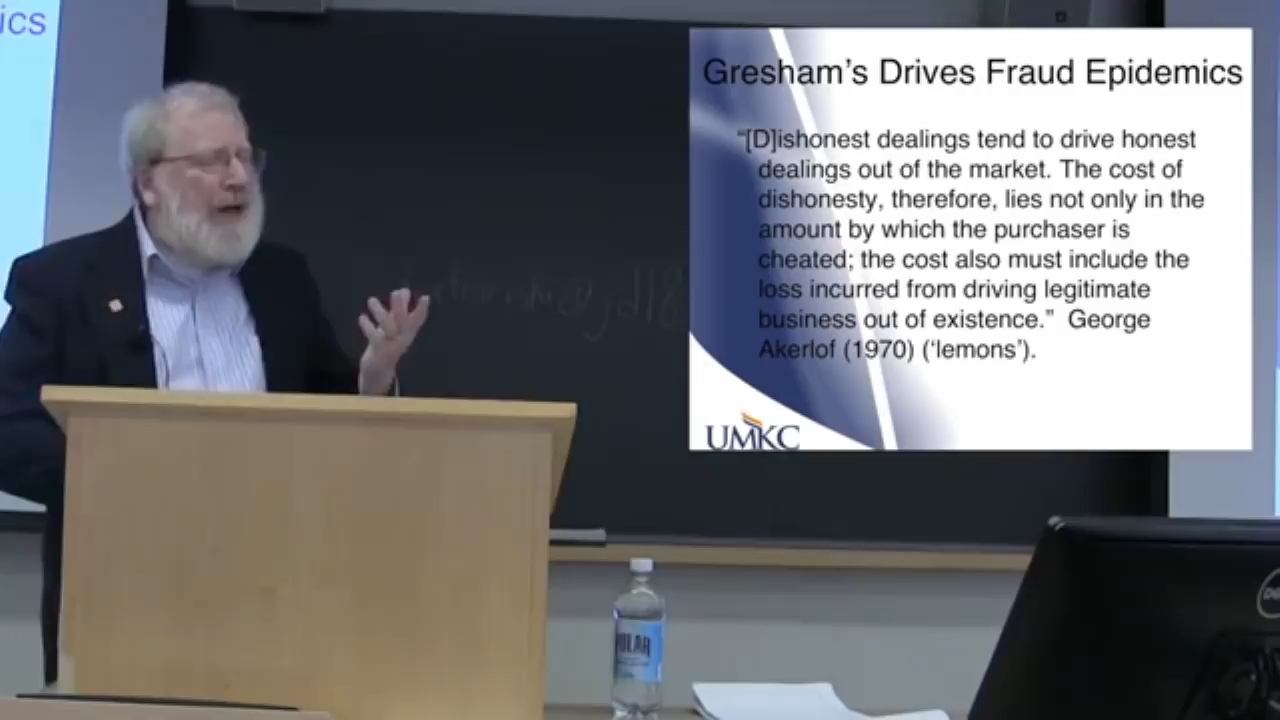 ics
Gresham's Drives Fraud Epidemics
“[D]ishonest dealings tend to drive honest
dealings out of the market. The cost of
dishonesty, therefore, lies not only in the
amount by which the purchaser is
cheated; the cost also must include the
loss incurred from driving legitimate
business out of existence.” George
Akerlof (1970) (‘lemons’).
UMKC